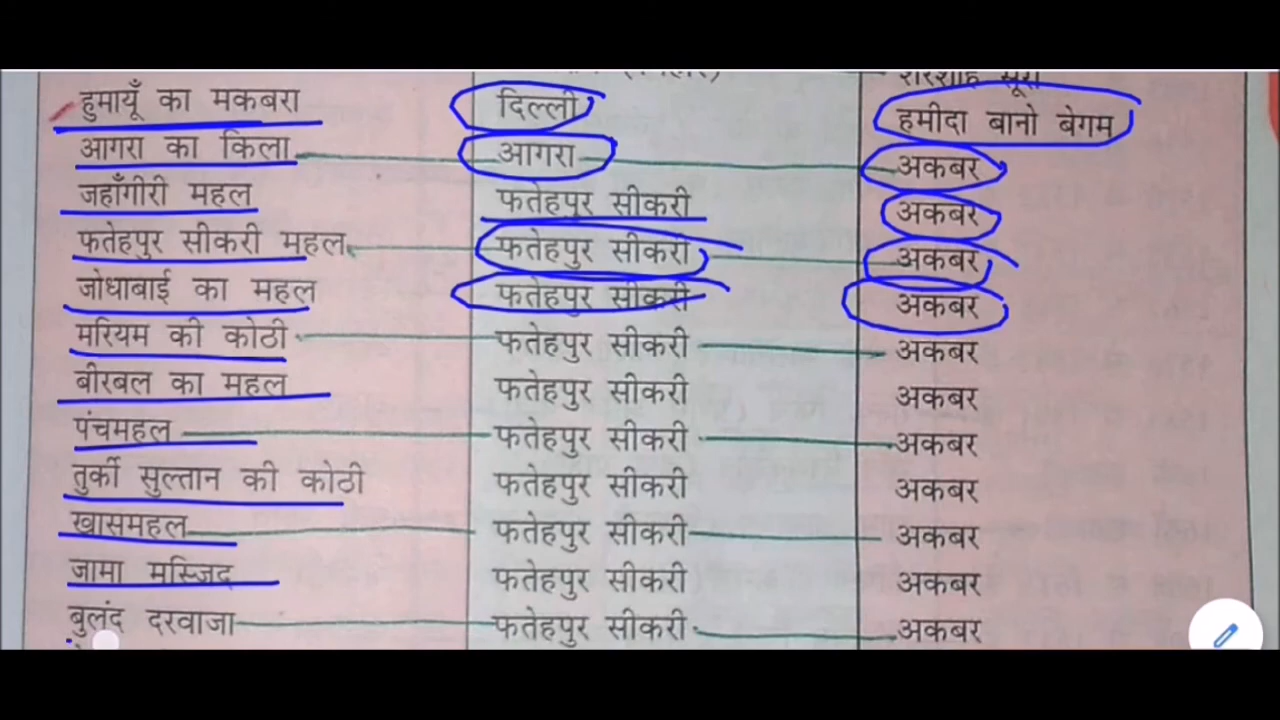 शेरशाह सूरी
हुमायूँ का मकबरा दिल्ली हमीदा बानो बेगम
आगरा का किला आगरा अकबर
जहाँगीरी महल फतेहपुर सीकरी अकबर
फतेहपुर सीकरी महल फतेहपुर सीकरी अकबर
जोधाबाई का महल फतेहपुर सीकरी अकबर
मरियम की कोठी फतेहपुर सीकरी अकबर
बीरबल का महल फतेहपुर सीकरी अकबर
पंचमहल फतेहपुर सीकरी अकबर
तुर्की सुल्तान की कोठी फतेहपुर सीकरी अकबर
खासमहल फतेहपुर सीकरी अकबर
जामा मस्जिद फतेहपुर सीकरी अकबर
बुलंद दरवाजा फतेहपुर सीकरी अकबर